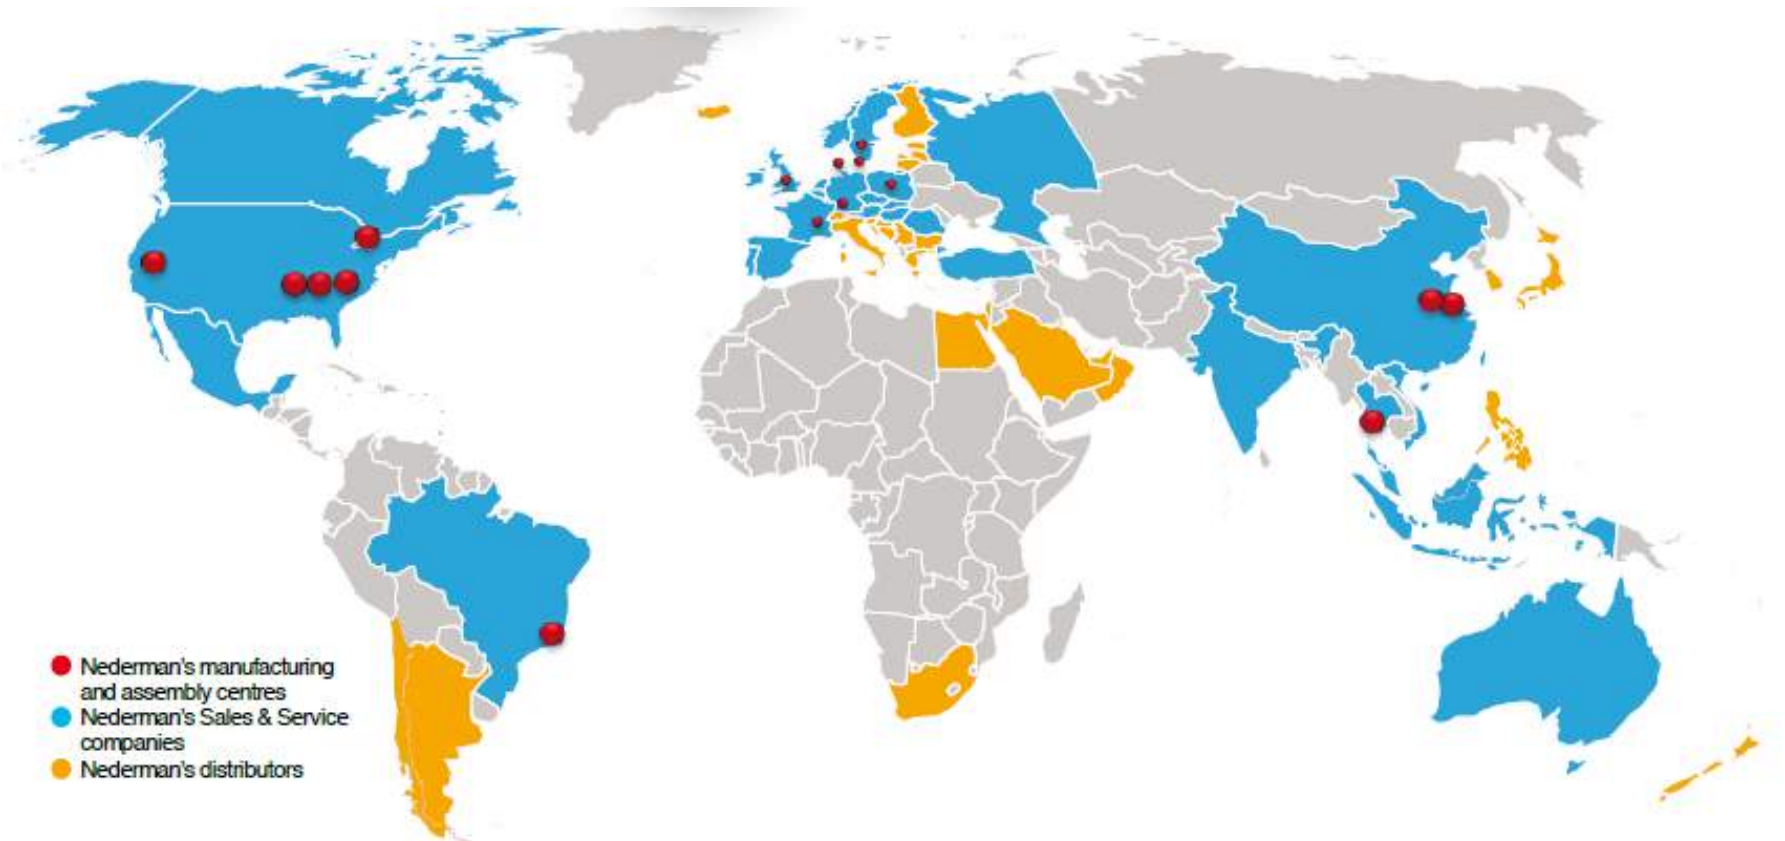 Nederman's manufacturing
and assembly centres
Nederman's Sales & Service
companies
Nederman's distributors